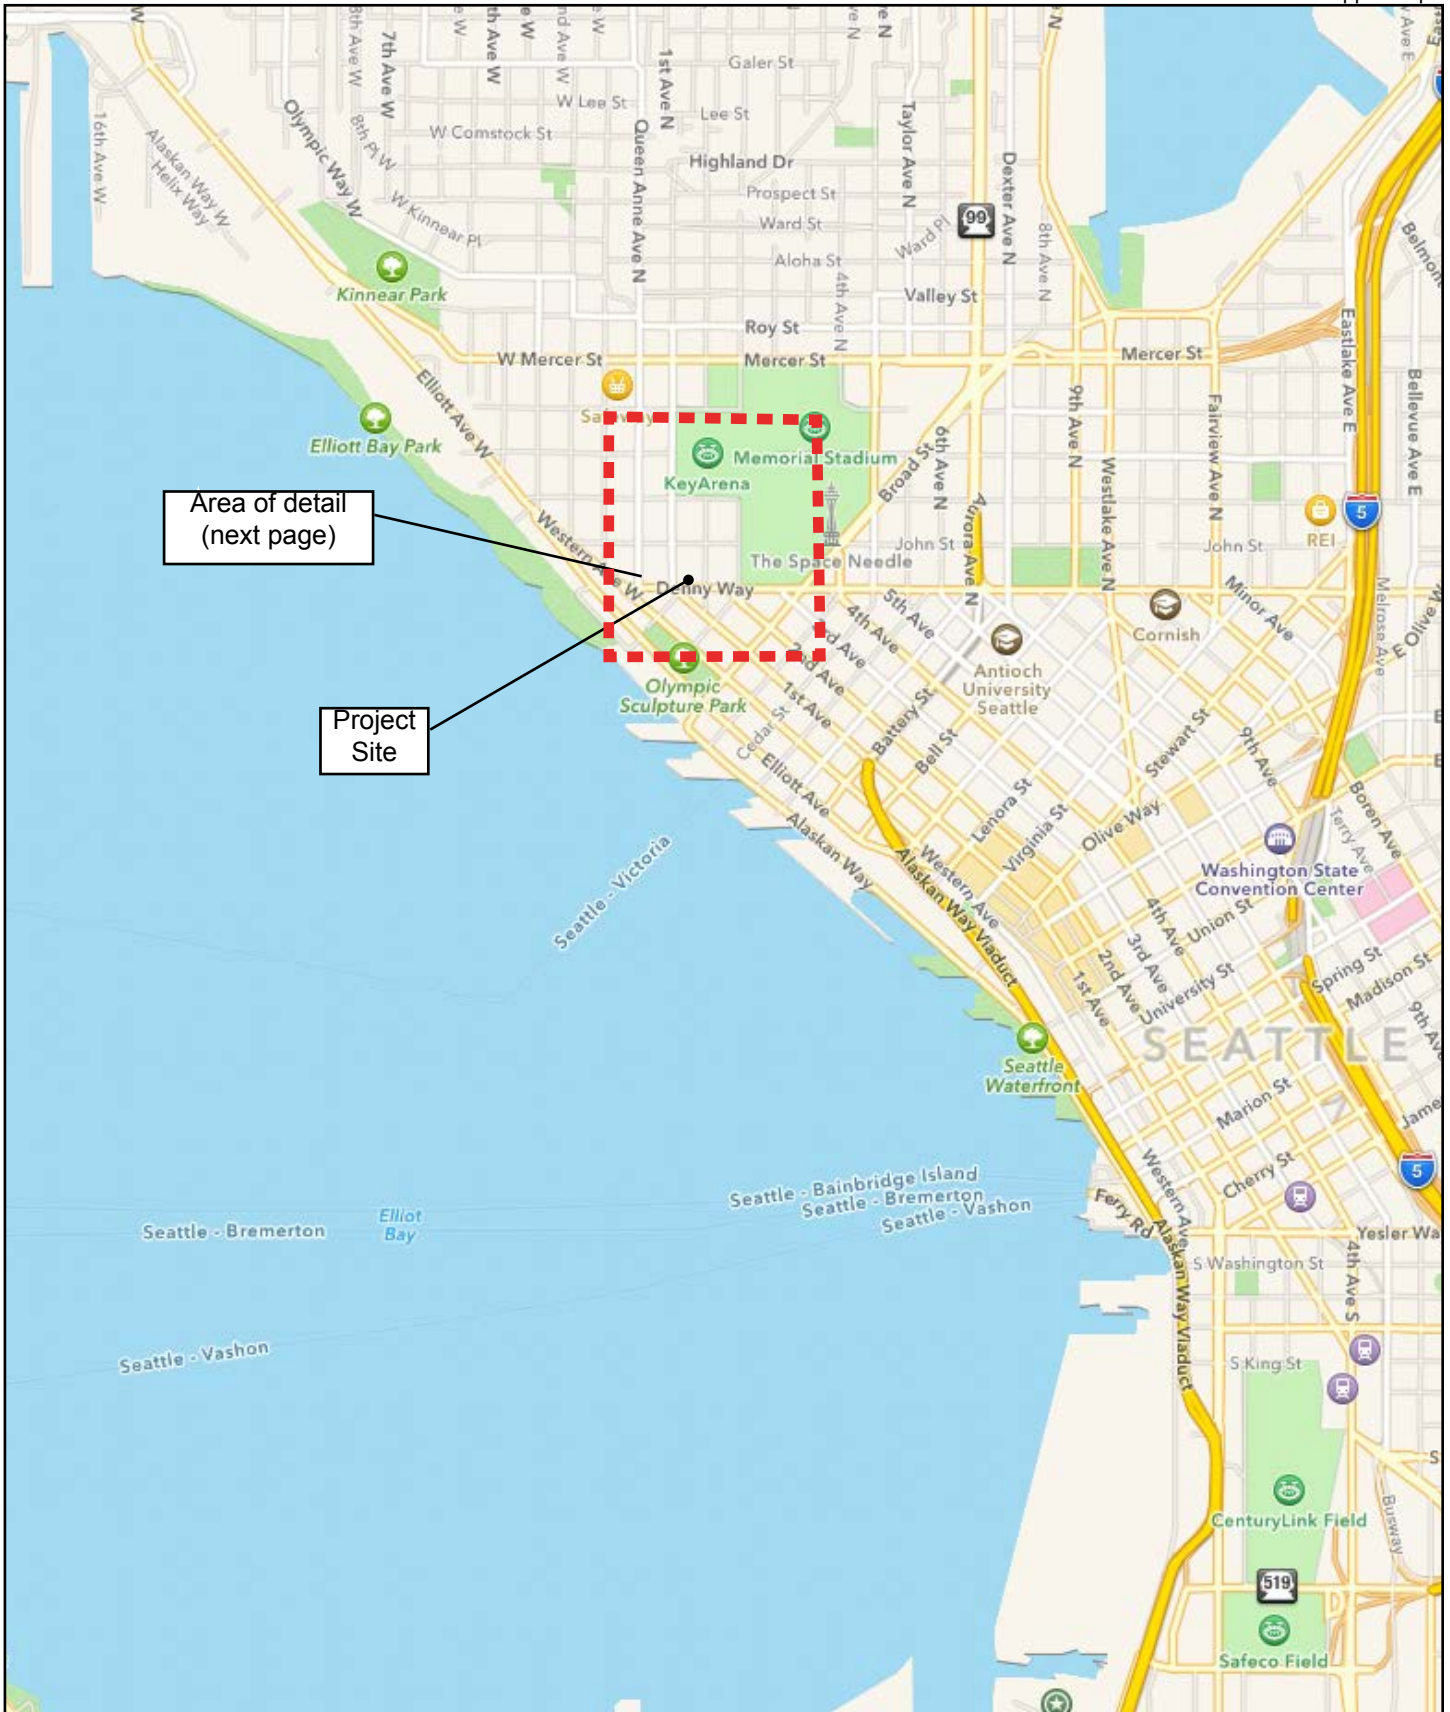 16th Ave W
Alaskan Way W
Helix Way
Olympic Way W
8th Ave W
7th Ave W
8th Pl W
W Kinnear Pl
W Comstock St
W Lee St
Queen Anne Ave N
1st Ave N
Galer St
Lee St
Highland Dr
Prospect St
Ward St
Aloha St
4th Ave N
Taylor Ave N
Ward Pl
Valley St
99
Dexter Ave N
8th Ave N
Roy St
Kinnear Park
W Mercer St
Mercer St
Mercer St
Elliott Ave W
Elliott Bay Park
KeyArena
Memorial Stadium
Broad St
6th Ave N
9th Ave N
Westlake Ave N
Fairview Ave N
Eastlake Ave E
Bellevue Ave E
5
REI
Area of detail
(next page)
Western Ave W
The Space Needle
John St
Aurora Ave N
John St
Denny Way
Minor Ave
Melrose Ave
Cornish
Antioch
University
Seattle
5th Ave
4th Ave
3rd Ave
2nd Ave
1st Ave
Olympic
Sculpture Park
Project
Site
Cedar St
Battery St
Bell St
Stewart St
9th Ave
Elliott Ave
Alaskan Way
Lenora St
Virginia St
Olive Way
Boren Ave
Terry Ave
Washington State
Convention Center
Seattle - Victoria
Western Ave
Alaskan Way Viaduct
4th Ave
Union St
3rd Ave
2nd Ave
1st Ave
University St
Spring St
Madison St
SEATTLE
Seattle
Waterfront
Marion St
Cherry St
5
Seattle - Bainbridge Island
Seattle - Bremerton
Seattle - Vashon
Seattle - Bremerton
Elliot
Bay
Ferry Rd
Western Ave
Alaskan Way Viaduct
Yesler Wa
S Washington St
4th Ave S
Seattle - Vashon
S King St
CenturyLink Field
Busway
519
Safeco Field